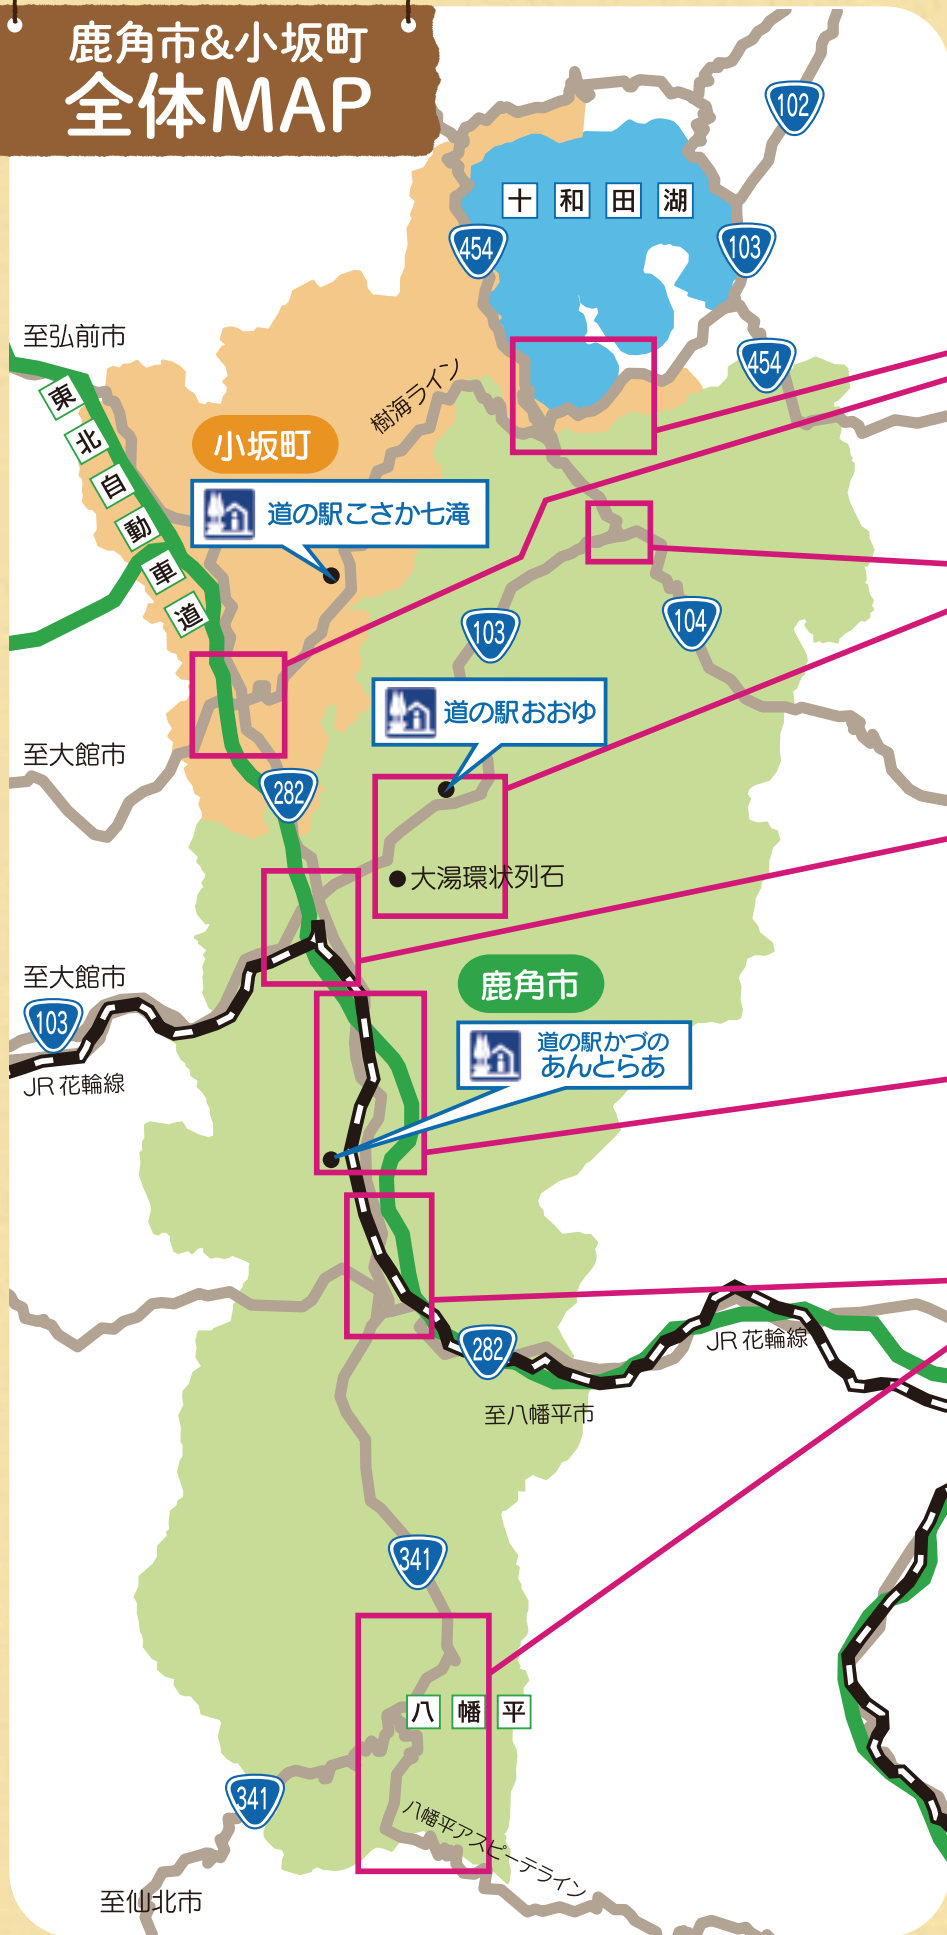 鹿角市&小坂町
全体MAP
102
十和田湖
454
103
至弘前市
454
東北自動車道
樹海ライン
小坂町
道の駅こさか七滝
103
104
道の駅おおゆ
至大館市
282
大湯環状列石
至大館市
鹿角市
103
道の駅かづの
あんとらあ
JR花輪線
282
JR花輪線
至八幡平市
341
八幡平
341
八幡平アスピーテライン
至仙北市